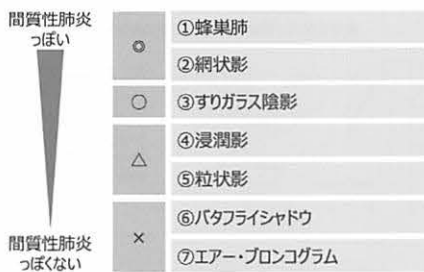 間質性肺炎
っぽい
◎
①蜂巣肺
②網状影
○
③すりガラス陰影
△
④浸潤影
⑤粒状影
×
⑥バタフライシャドウ
⑦エアー・ブロンコグラム
間質性肺炎
っぽくない